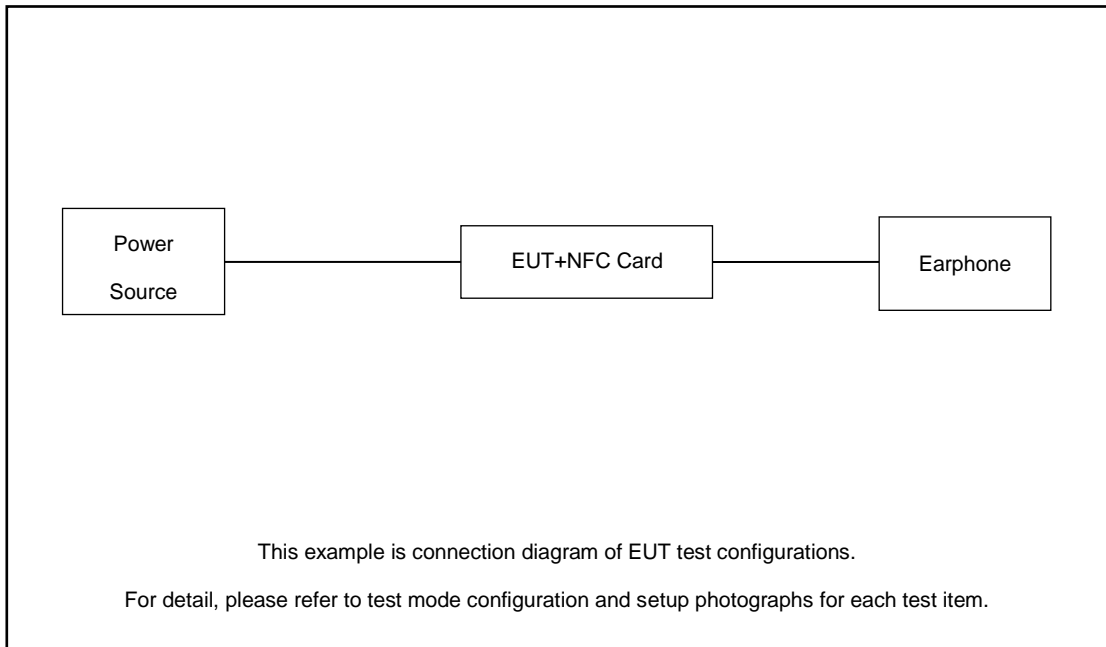 Power
Source
EUT+NFC Card
Earphone
This example is connection diagram of EUT test configurations.
For detail, please refer to test mode configuration and setup photographs for each test item.